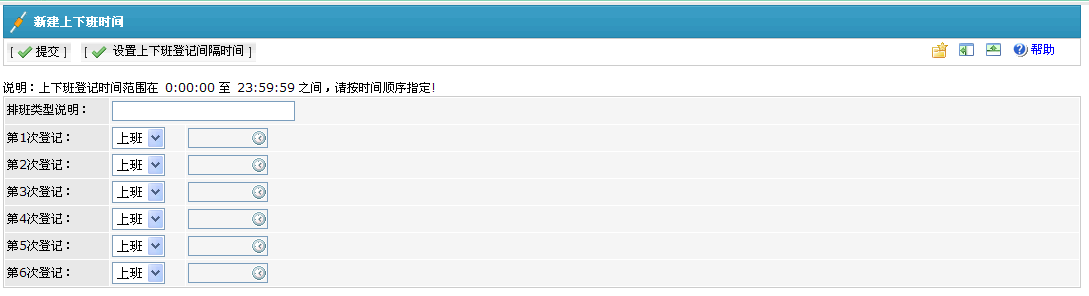 新建上下班时间
[ 提交 ] [ 设置上下班登记间隔时间 ] 帮助
说明：上下班登记时间范围在 0:00:00 至 23:59:59 之间，请按时间顺序指定!
排班类型说明：
第1次登记： 上班
第2次登记： 上班
第3次登记： 上班
第4次登记： 上班
第5次登记： 上班
第6次登记： 上班